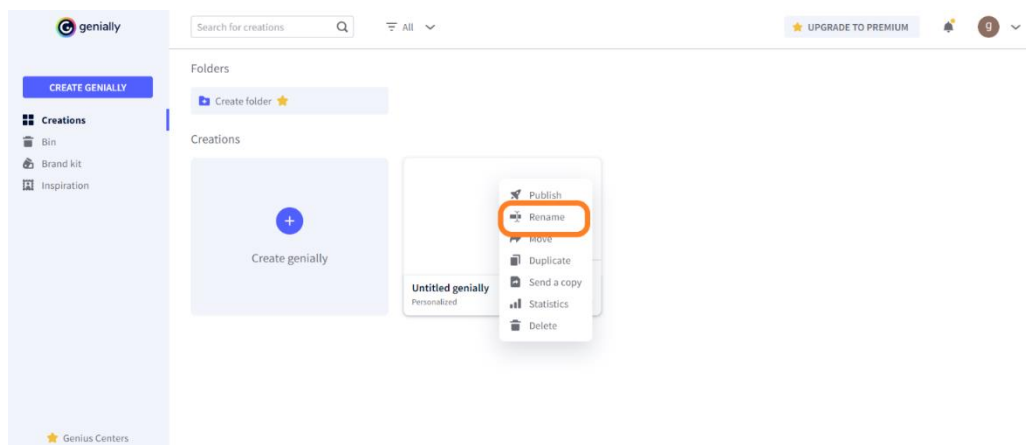 genially
Search for creations
All
UPGRADE TO PREMIUM
g
CREATE GENIALLY
Creations
Bin
Brand kit
Inspiration
Genius Centers
Folders
Create folder
Creations
Create genially
Untitled genially
Personalized
Publish
Rename
Move
Duplicate
Send a copy
Statistics
Delete